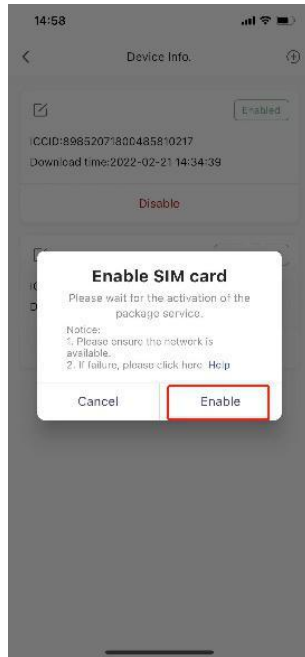 14:58
Device Info.
Enabled
ICCID:89852071800485810217
Download time:2022-02-21 14:34:39
Disable
Enable SIM card
Please wait for the activation of the
package service.
Notice:
1. Please ensure the network is
available.
2. If failure, please click here Help
Cancel
Enable